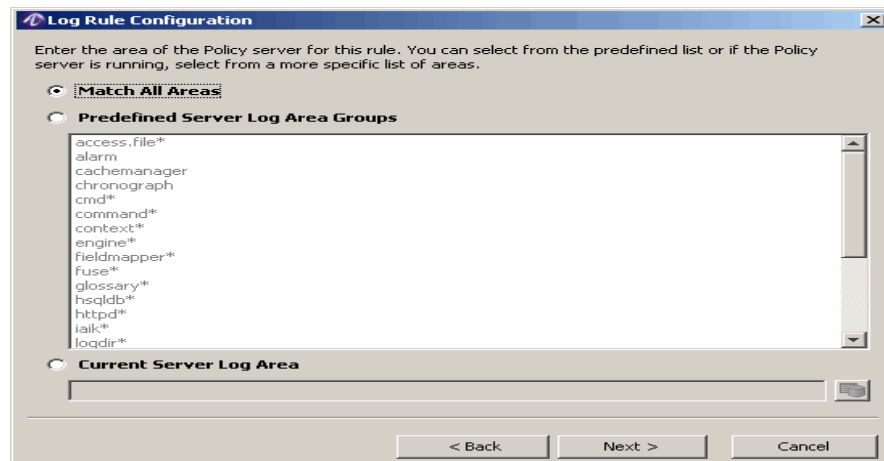 Log Rule Configuration
Enter the area of the Policy server for this rule. You can select from the predefined list or if the Policy
server is running, select from a more specific list of areas.
Match All Areas
Predefined Server Log Area Groups
access.file*
alarm
cachemanager
chronograph
cmd*
command*
context*
engine*
fieldmapper*
fuse*
glossary*
hsqldb*
httpd*
iaik*
logdir*
Current Server Log Area
< Back Next > Cancel